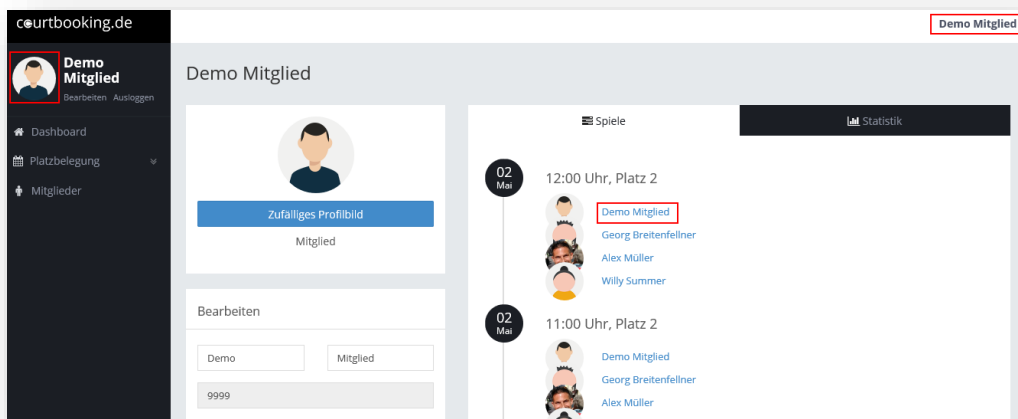 courtbooking.de
Demo Mitglied
Demo
Mitglied
Bearbeiten Ausloggen
Dashboard
Platzbelegung
Mitglieder
Demo Mitglied
Zufälliges Profilbild
Mitglied
Bearbeiten
Demo
Mitglied
9999
Spiele
Statistik
02
Mai
12:00 Uhr, Platz 2
Demo Mitglied
Georg Breitenfellner
Alex Müller
Willy Summer
02
Mai
11:00 Uhr, Platz 2
Demo Mitglied
Georg Breitenfellner
Alex Müller